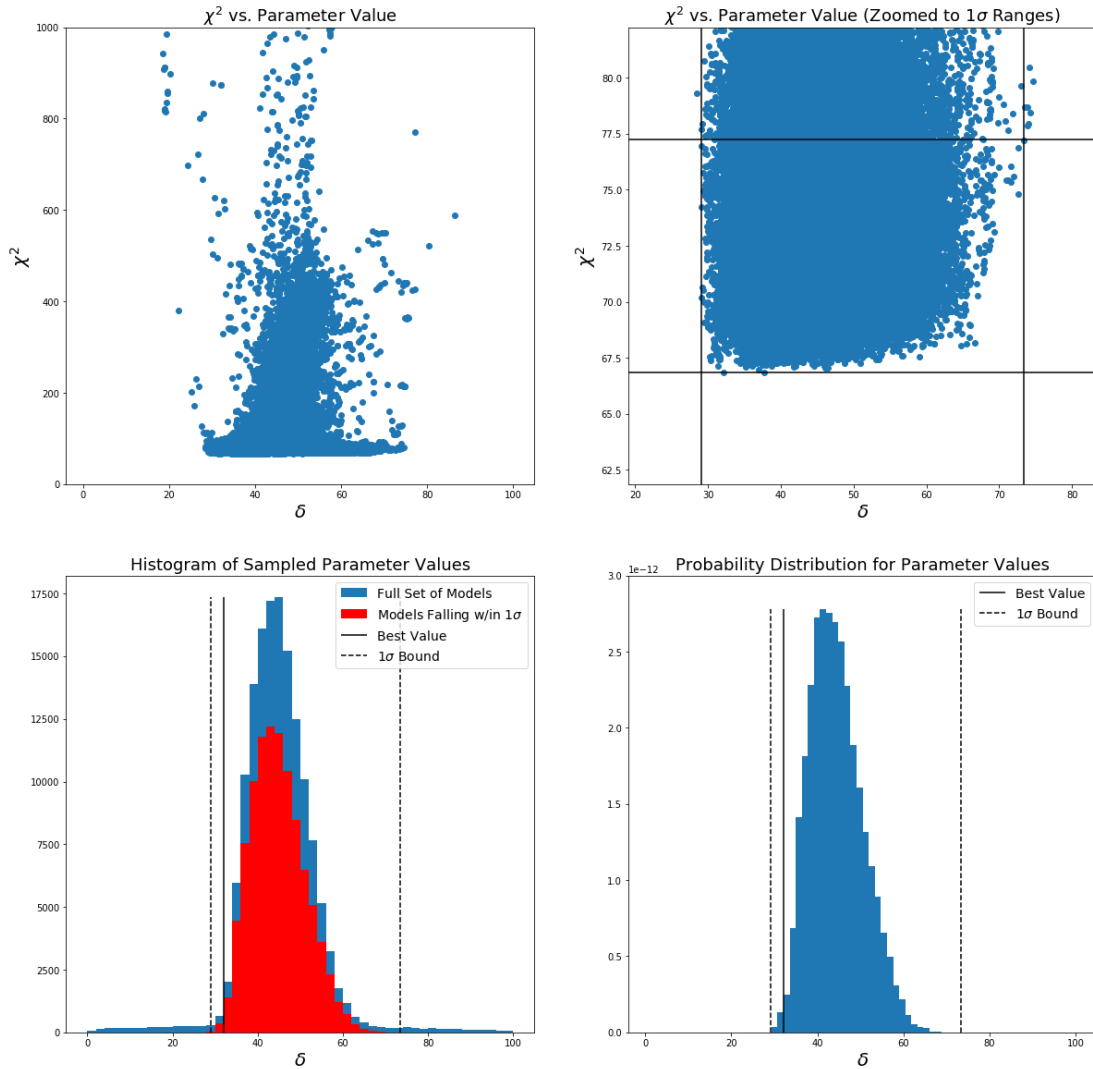 χ² vs. Parameter Value
1000
800
600
400
200
0
χ²
0 20 40 60 80 100
δ
χ² vs. Parameter Value (Zoomed to 1σ Ranges)
80.0
77.5
75.0
72.5
70.0
67.5
65.0
62.5
χ²
20 30 40 50 60 70 80
δ
Histogram of Sampled Parameter Values
17500
15000
12500
10000
7500
5000
2500
0
Full Set of Models
Models Falling w/in 1σ
Best Value
1σ Bound
0 20 40 60 80 100
δ
Probability Distribution for Parameter Values
1e−12
3.0
2.5
2.0
1.5
1.0
0.5
0.0
Best Value
1σ Bound
0 20 40 60 80 100
δ